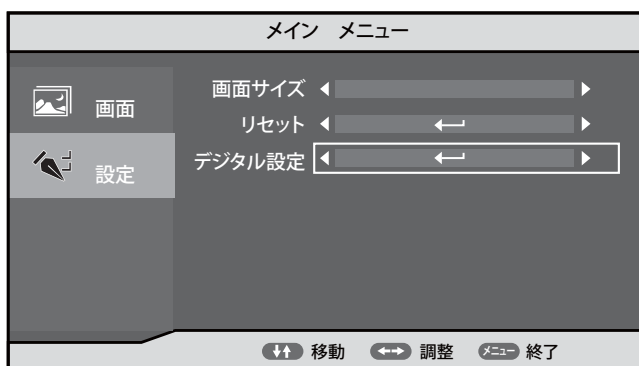 メイン メニュー
画面
設定
画面サイズ
リセット
デジタル設定
移動 調整 メニュー 終了